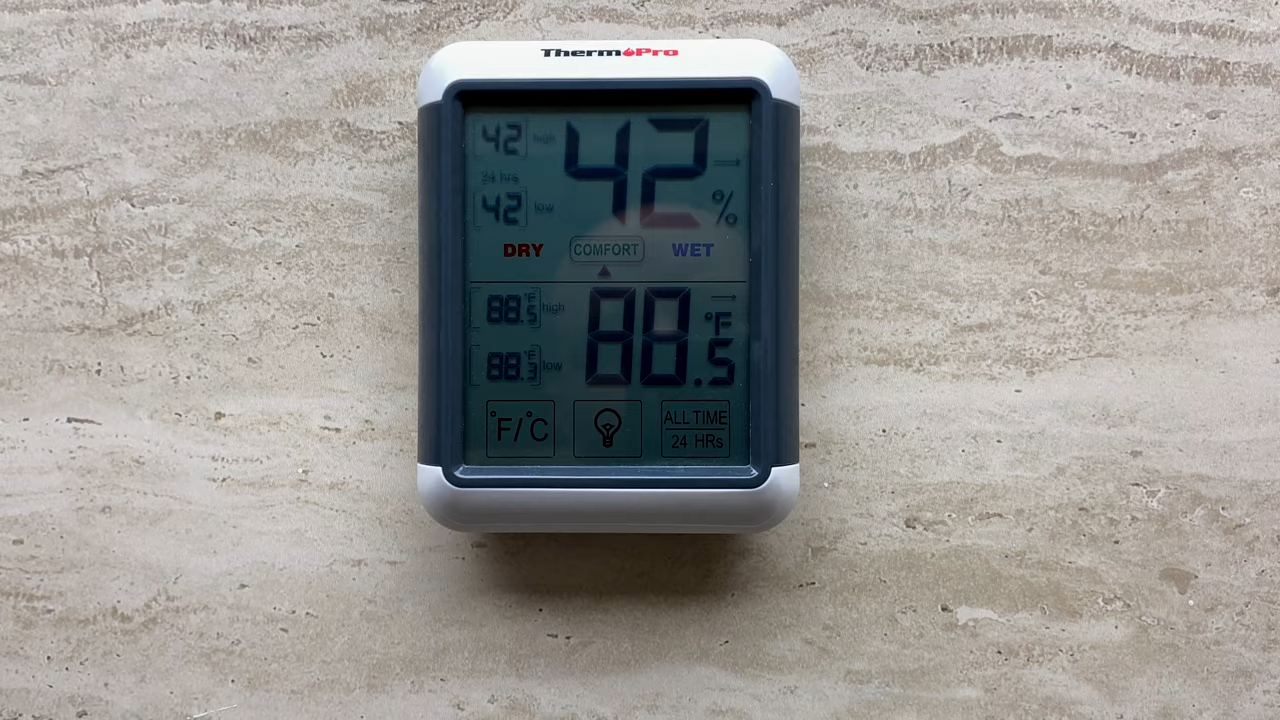 ThermoPro
42 high 42
24 hrs
42 low %
DRY COMFORT WET
88.5 °F high 88.5 °F
88.3 °F low
°F/°C ALL TIME
24 HRs